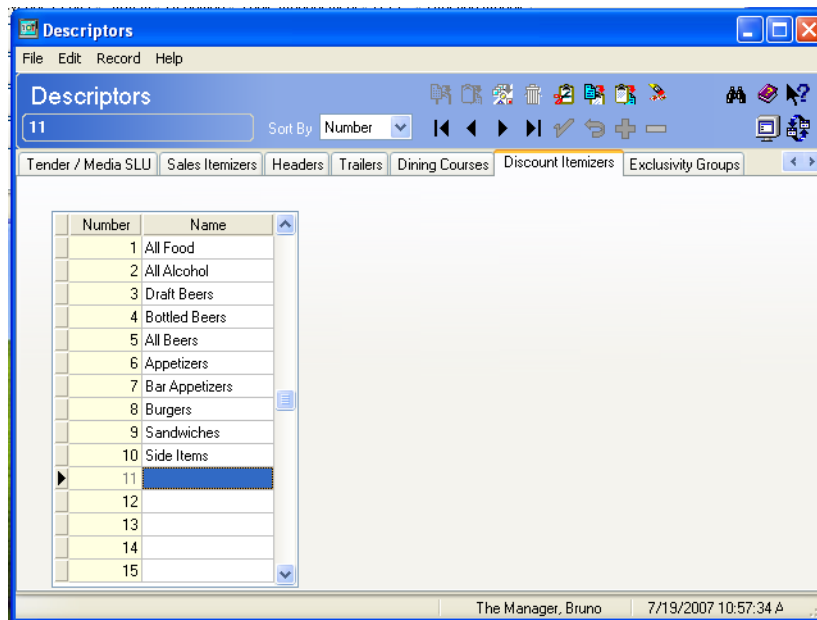 Descriptors
File Edit Record Help
Descriptors
11
Sort By Number
Tender / Media SLU Sales Itemizers Headers Trailers Dining Courses Discount Itemizers Exclusivity Groups
Number Name
1 All Food
2 All Alcohol
3 Draft Beers
4 Bottled Beers
5 All Beers
6 Appetizers
7 Bar Appetizers
8 Burgers
9 Sandwiches
10 Side Items
11
12
13
14
15
The Manager, Bruno 7/19/2007 10:57:34 A